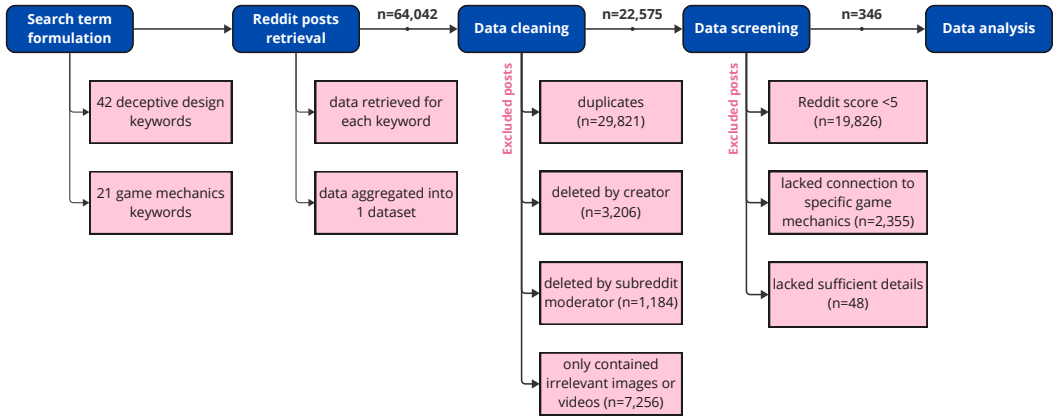 Search term
formulation
Reddit posts
retrieval
n=64,042
Data cleaning
n=22,575
Data screening
n=346
Data analysis
42 deceptive design
keywords
21 game mechanics
keywords
data retrieved for
each keyword
data aggregated into
1 dataset
Excluded posts
duplicates
(n=29,821)
deleted by creator
(n=3,206)
deleted by subreddit
moderator (n=1,184)
only contained
irrelevant images or
videos (n=7,256)
Excluded posts
Reddit score <5
(n=19,826)
lacked connection to
specific game
mechanics (n=2,355)
lacked sufficient details
(n=48)